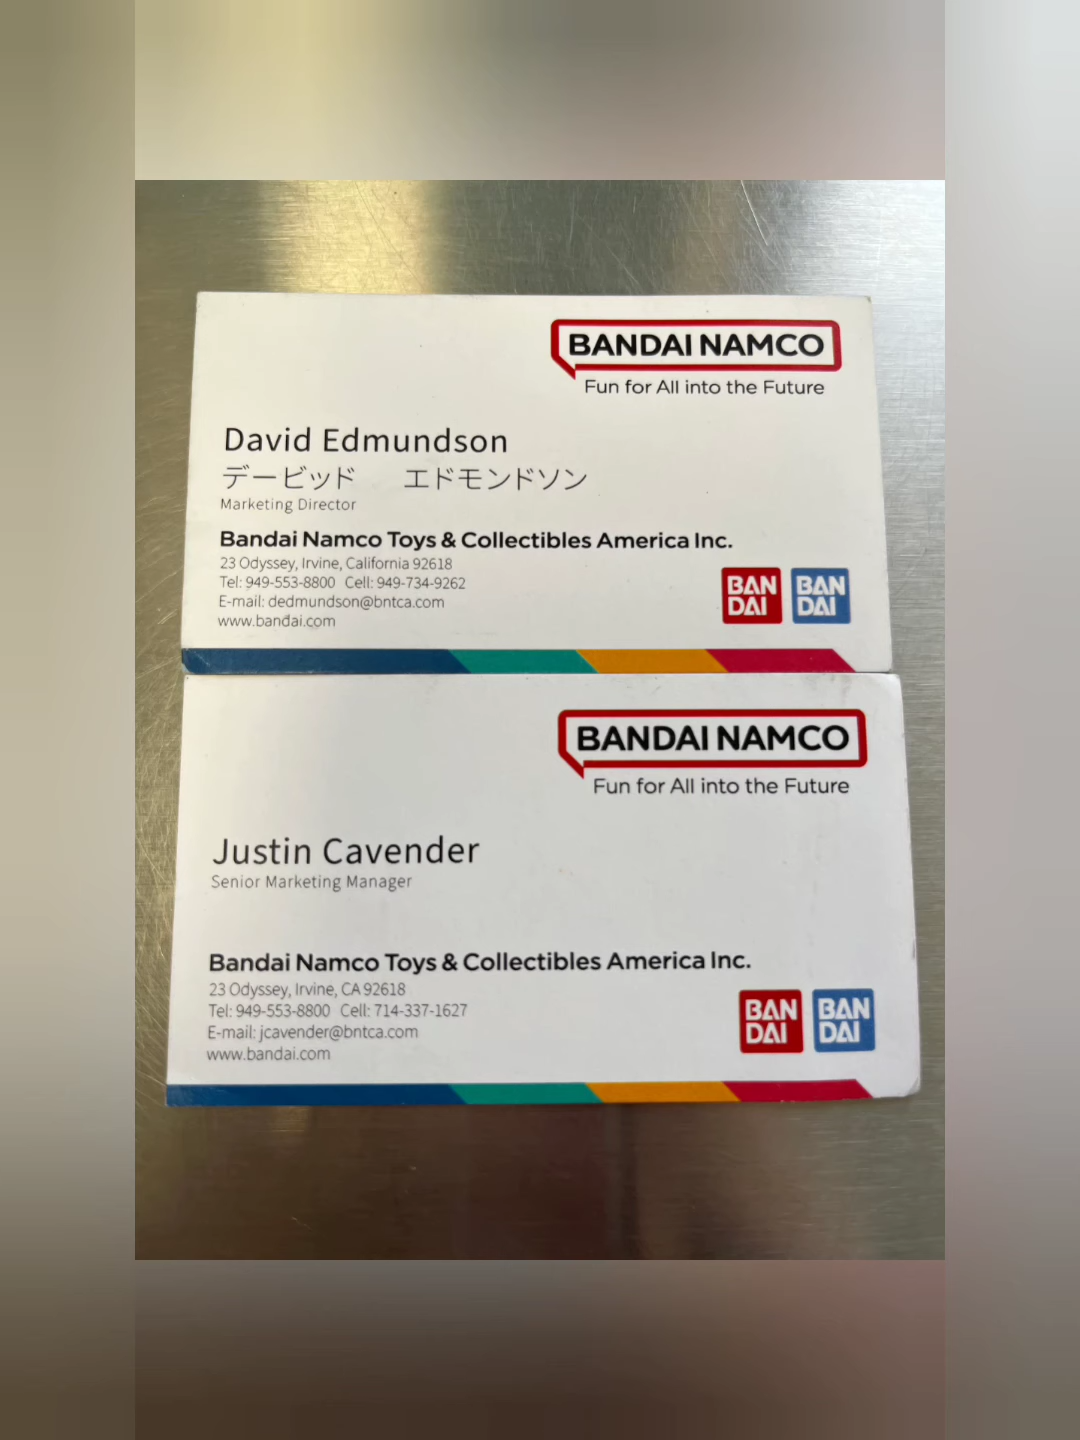 BANDAI NAMCO
Fun for All into the Future
David Edmundson
デービッド エドモンドソン
Marketing Director
Bandai Namco Toys & Collectibles America Inc.
23 Odyssey, Irvine, California 92618
Tel: 949-553-8800 Cell: 949-734-9262
E-mail: dedmundson@bntca.com
www.bandai.com
BAN
DAI
BAN
DAI
BANDAI NAMCO
Fun for All into the Future
Justin Cavender
Senior Marketing Manager
Bandai Namco Toys & Collectibles America Inc.
23 Odyssey, Irvine, CA 92618
Tel: 949-553-8800 Cell: 714-337-1627
E-mail: jcavender@bntca.com
www.bandai.com
BAN
DAI
BAN
DAI